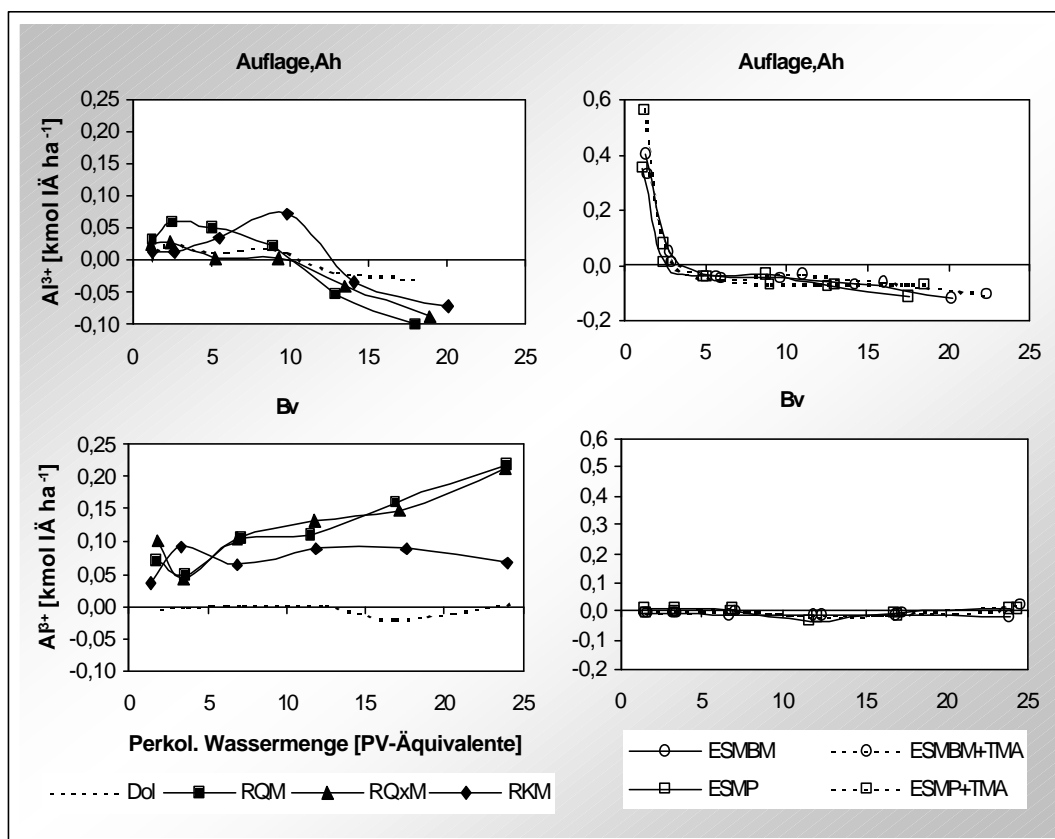 Auflage,Ah
0,25
0,20
0,15
0,10
0,05
0,00
-0,05
-0,10
Al³⁺ [kmol IÄ ha⁻¹]
0 5 10 15 20 25
Auflage,Ah
0,6
0,4
0,2
0,0
-0,2
0 5 10 15 20 25
Bv
0,25
0,20
0,15
0,10
0,05
0,00
-0,05
-0,10
Al³⁺ [kmol IÄ ha⁻¹]
0 5 10 15 20 25
Perkol. Wassermenge [PV-Äquivalente]
Dol RQM RQxM RKM
Bv
0,6
0,5
0,4
0,3
0,2
0,1
0,0
-0,1
-0,2
0 5 10 15 20 25
ESMBM ESMBM+TMA
ESMP ESMP+TMA